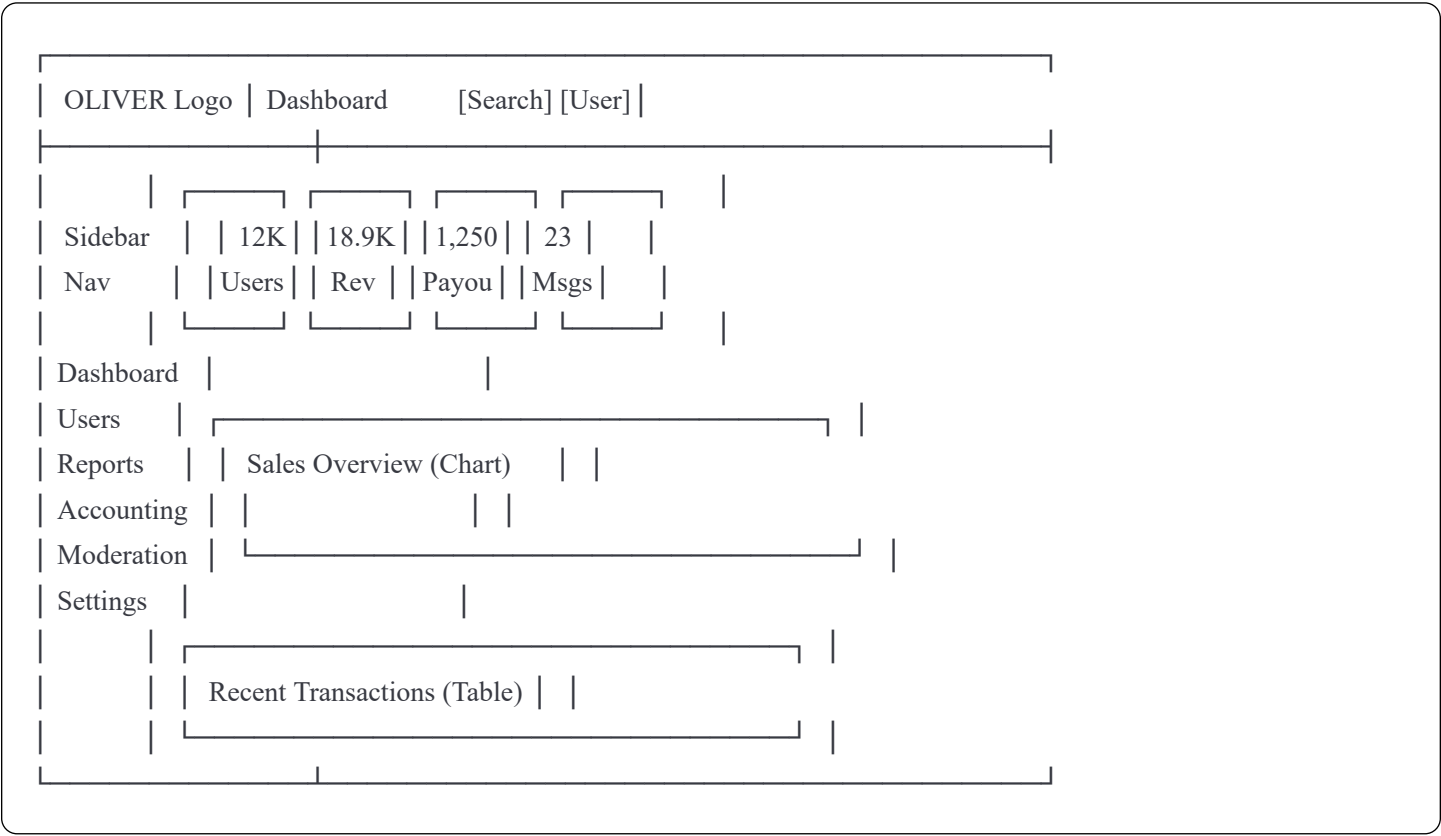 OLIVER Logo │ Dashboard [Search] [User]
Sidebar 12K 18.9K 1,250 23
Nav Users Rev Payou Msgs
Dashboard
Users
Reports Sales Overview (Chart)
Accounting
Moderation
Settings
Recent Transactions (Table)